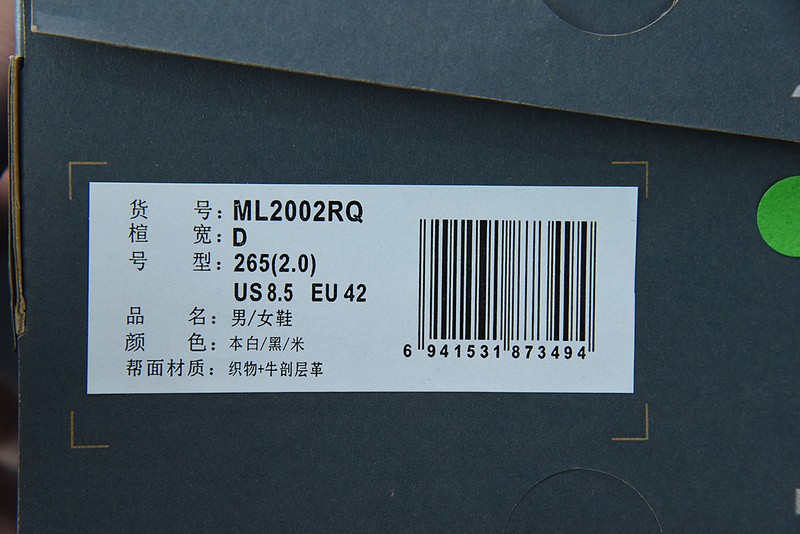 货 号：ML2002RQ
楦 宽：D
号 型：265(2.0)
US 8.5 EU 42
品 名：男/女鞋
颜 色：本白/黑/米
帮面材质：织物+牛剖层革
6 941531 873494